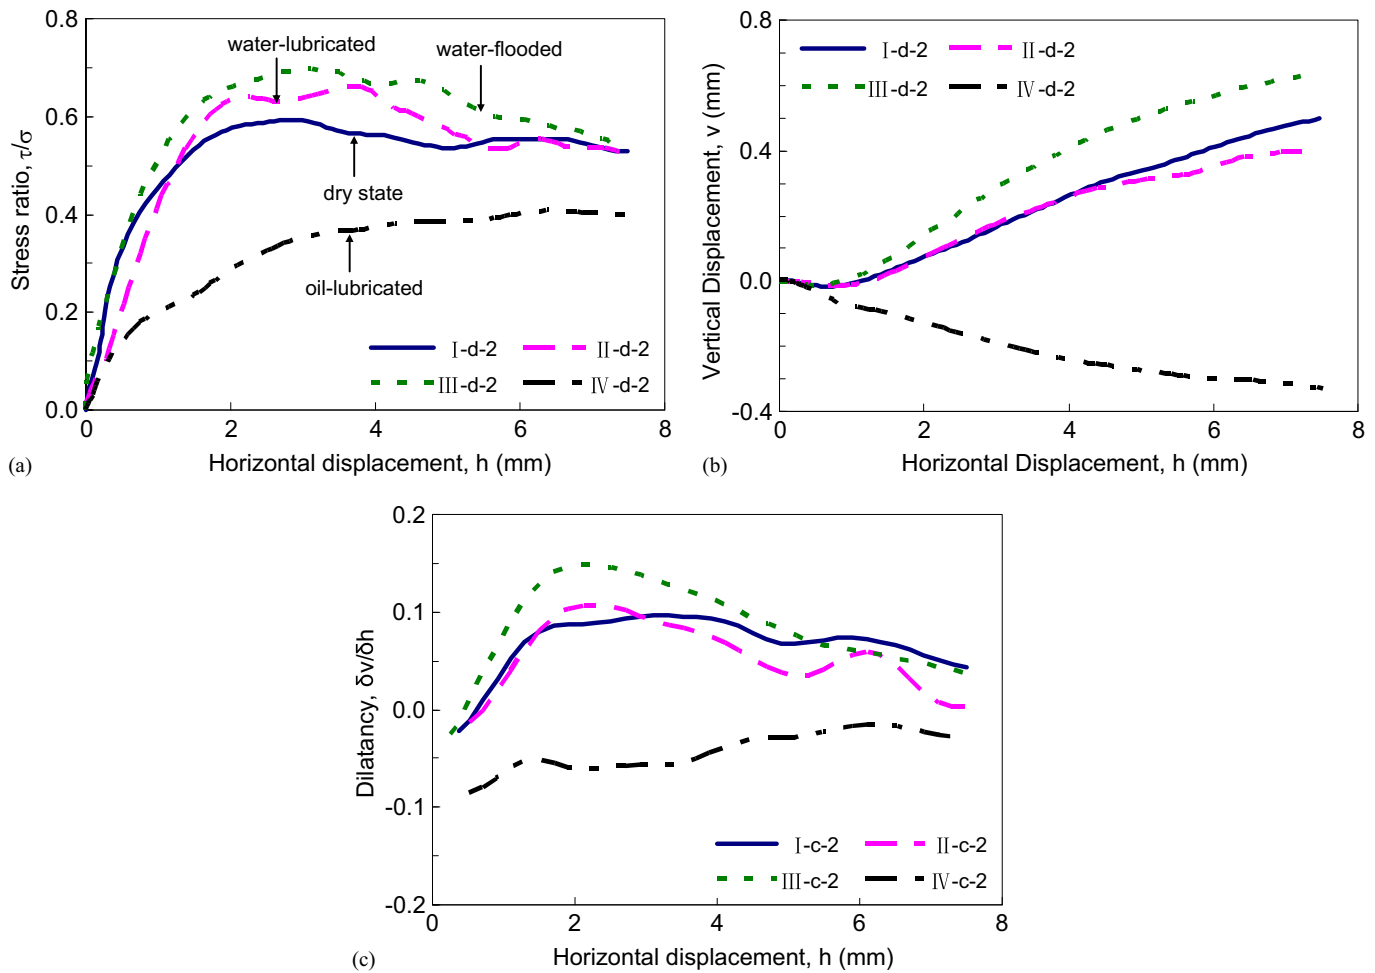 0.8
0.6
0.4
0.2
0.0
Stress ratio, τ/σ
water-lubricated
water-flooded
dry state
oil-lubricated
Ⅰ-d-2
Ⅱ-d-2
Ⅲ-d-2
Ⅳ-d-2
0 2 4 6 8
Horizontal displacement, h (mm)
(a)
0.8
0.4
0.0
-0.4
Vertical Displacement, v (mm)
Ⅰ-d-2
Ⅱ-d-2
Ⅲ-d-2
Ⅳ-d-2
0 2 4 6 8
Horizontal Displacement, h (mm)
(b)
0.2
0.1
0.0
-0.1
-0.2
Dilatancy, δv/δh
Ⅰ-c-2
Ⅱ-c-2
Ⅲ-c-2
Ⅳ-c-2
0 2 4 6 8
Horizontal displacement, h (mm)
(c)